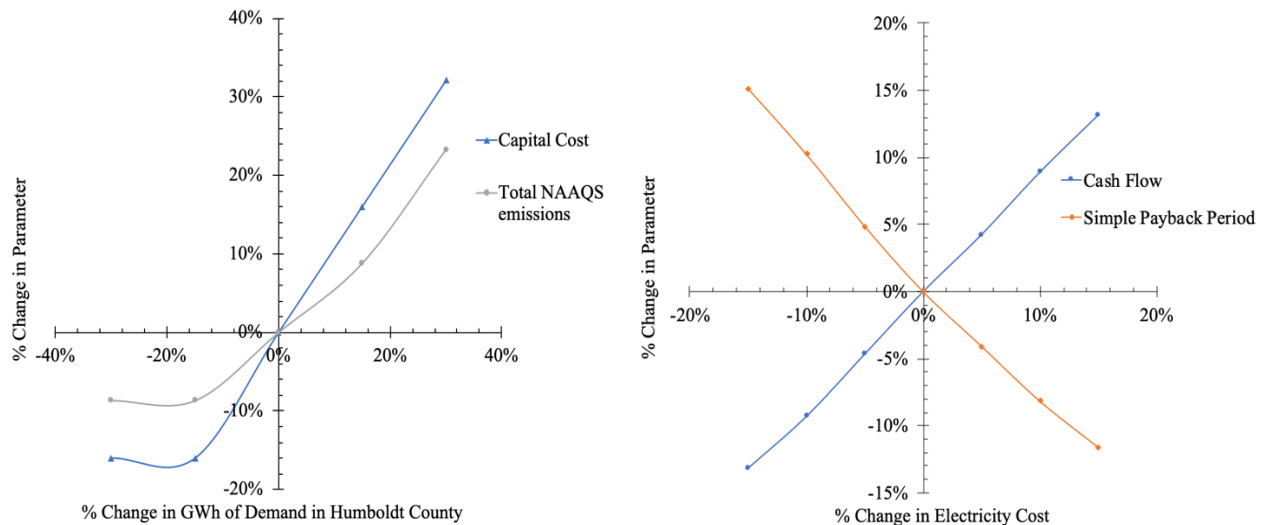 40%
30%
20%
10%
0%
-10%
-20%
-40%
-20%
0%
20%
40%
% Change in Parameter
% Change in GWh of Demand in Humboldt County
Capital Cost
Total NAAQS
emissions
20%
15%
10%
5%
0%
-5%
-10%
-15%
-20%
-10%
0%
10%
20%
% Change in Parameter
% Change in Electricity Cost
Cash Flow
Simple Payback Period